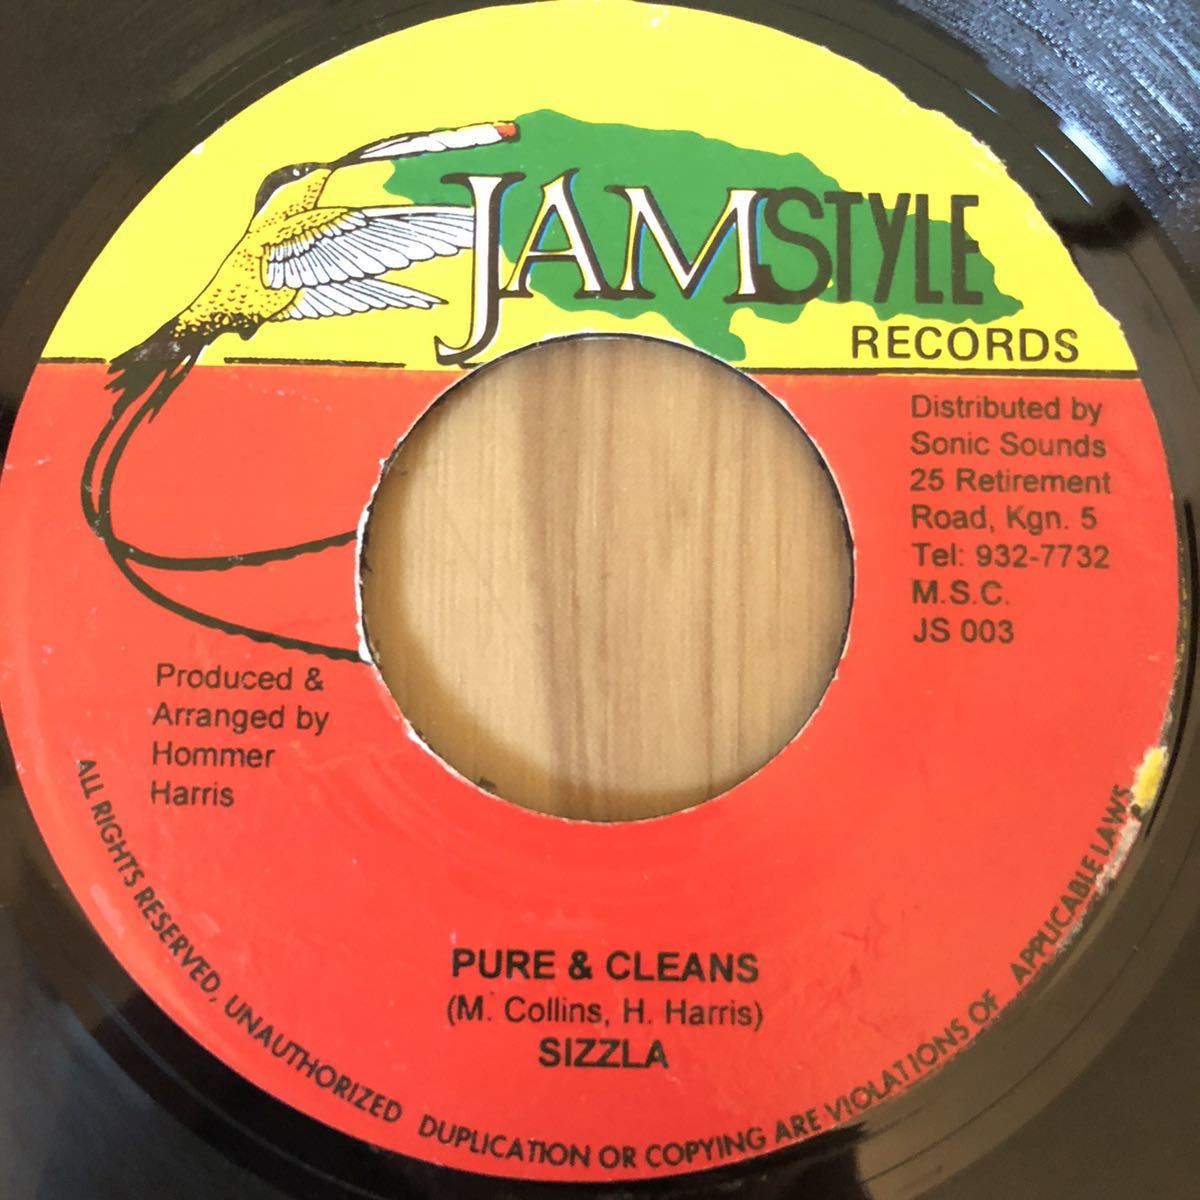 JAMSTYLE
RECORDS
Distributed by
Sonic Sounds
25 Retirement
Road, Kgn. 5
Tel: 932-7732
M.S.C.
JS 003
Produced &
Arranged by
Hommer
Harris
PURE & CLEANS
(M. Collins, H. Harris)
SIZZLA
ALL RIGHTS RESERVED, UNAUTHORIZED DUPLICATION OR COPYING ARE VIOLATIONS OF APPLICABLE LAWS